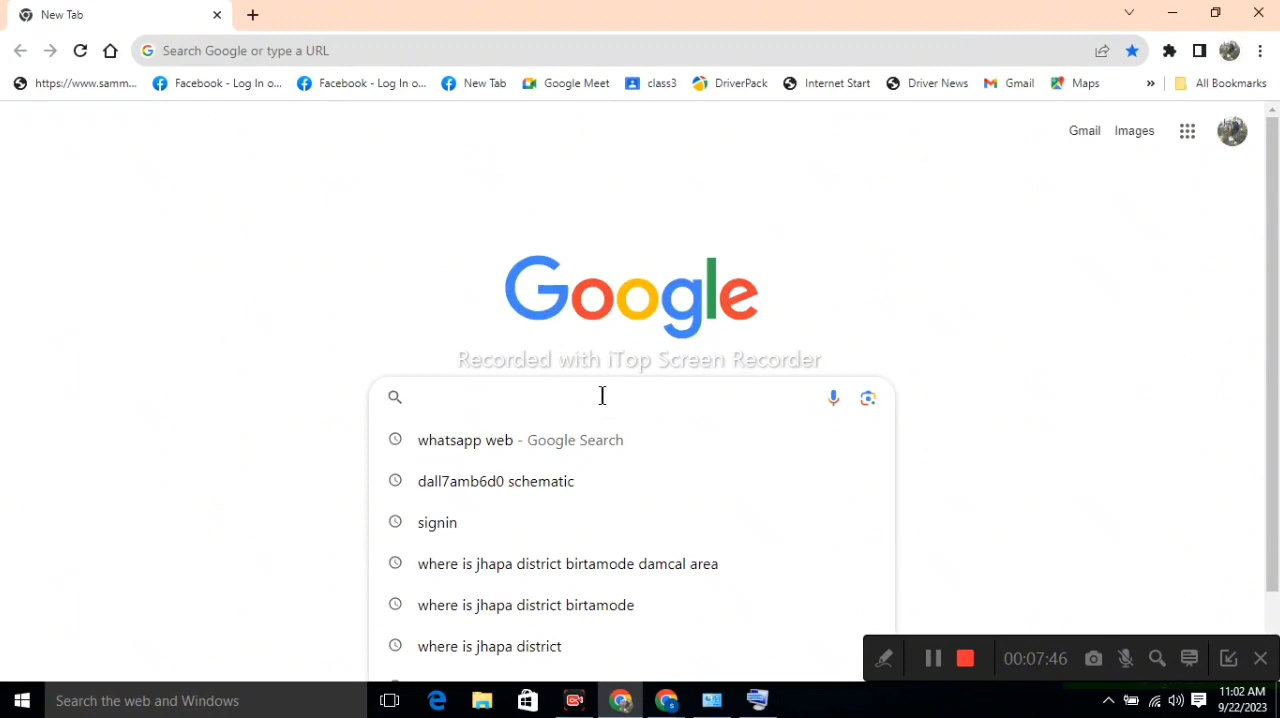 New Tab
Search Google or type a URL
https://www.samm...
Facebook - Log In o...
Facebook - Log In o...
New Tab
Google Meet
class3
DriverPack
Internet Start
Driver News
Gmail
Maps
»
All Bookmarks
Gmail
Images
Google
Recorded with iTop Screen Recorder
whatsapp web - Google Search
dall7amb6d0 schematic
signin
where is jhapa district birtamode damcal area
where is jhapa district birtamode
where is jhapa district
00:07:46
Search the web and Windows
11:02 AM
9/22/2023